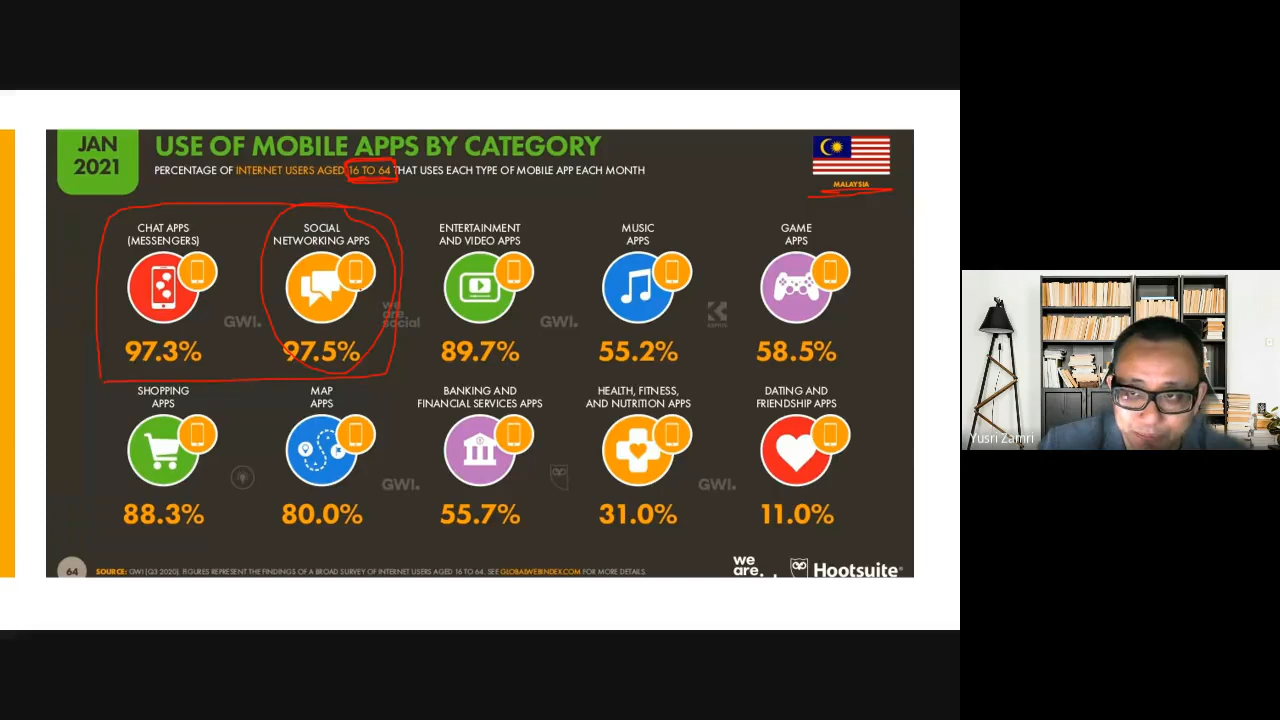 JAN
2021
USE OF MOBILE APPS BY CATEGORY
PERCENTAGE OF INTERNET USERS AGED 16 TO 64 THAT USES EACH TYPE OF MOBILE APP EACH MONTH
MALAYSIA
CHAT APPS
(MESSENGERS)
97.3%
SOCIAL
NETWORKING APPS
97.5%
ENTERTAINMENT
AND VIDEO APPS
89.7%
MUSIC
APPS
55.2%
GAME
APPS
58.5%
GWI.
we
are
social
GWI.
SHOPPING
APPS
88.3%
MAP
APPS
80.0%
BANKING AND
FINANCIAL SERVICES APPS
55.7%
HEALTH, FITNESS,
AND NUTRITION APPS
31.0%
DATING AND
FRIENDSHIP APPS
11.0%
GWI.
GWI.
64
SOURCE: GWI (Q3 2020). FIGURES REPRESENT THE FINDINGS OF A BROAD SURVEY OF INTERNET USERS AGED 16 TO 64. SEE GLOBALWEBINDEX.COM FOR MORE DETAILS.
we
are.
Hootsuite®
Yusri Zamri